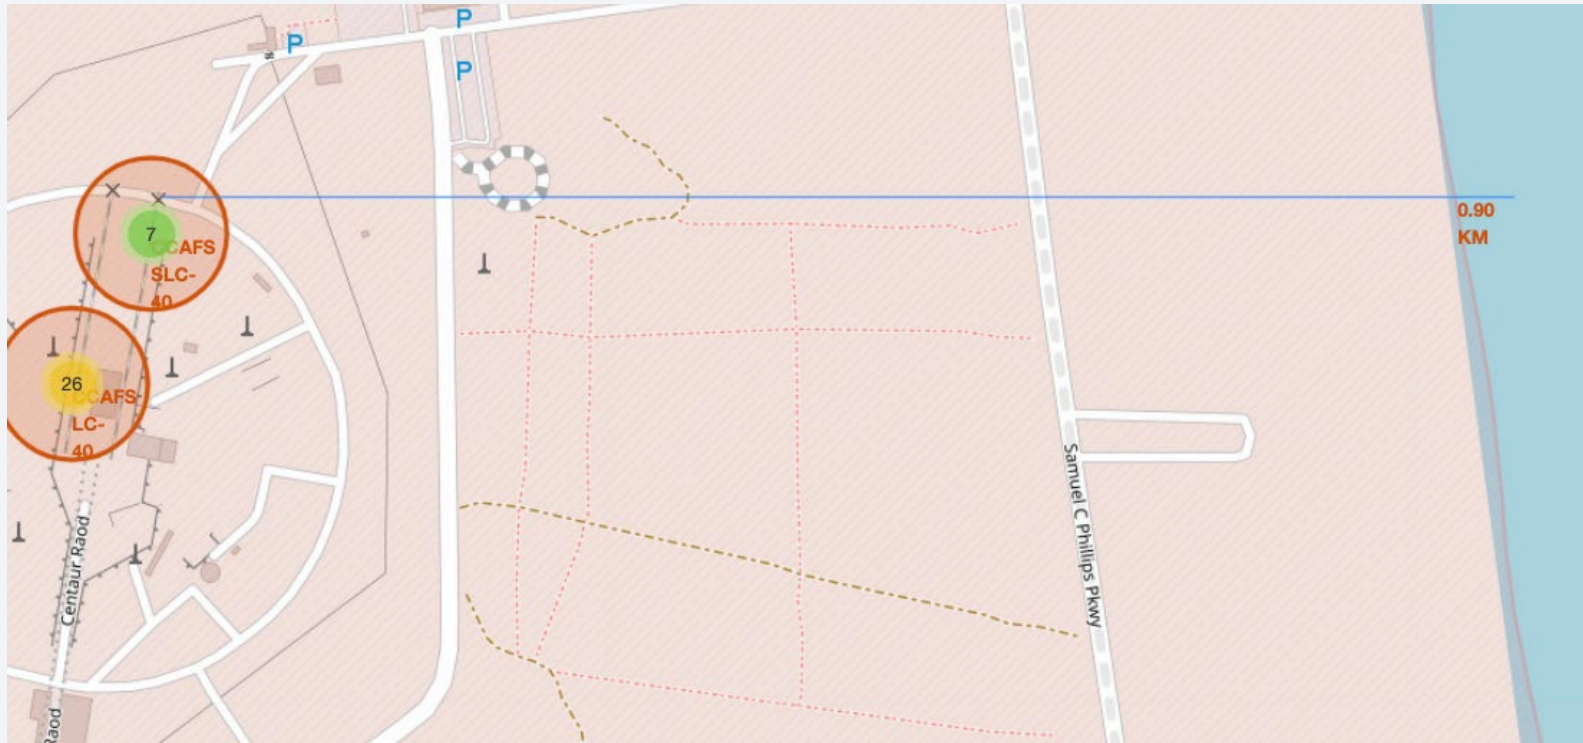 P
P
P
7
CCAFS
SLC-
40
0.90
KM
26
CCAFS
LC-
40
Samuel C Phillips Pkwy
Centaur Raod
Raod